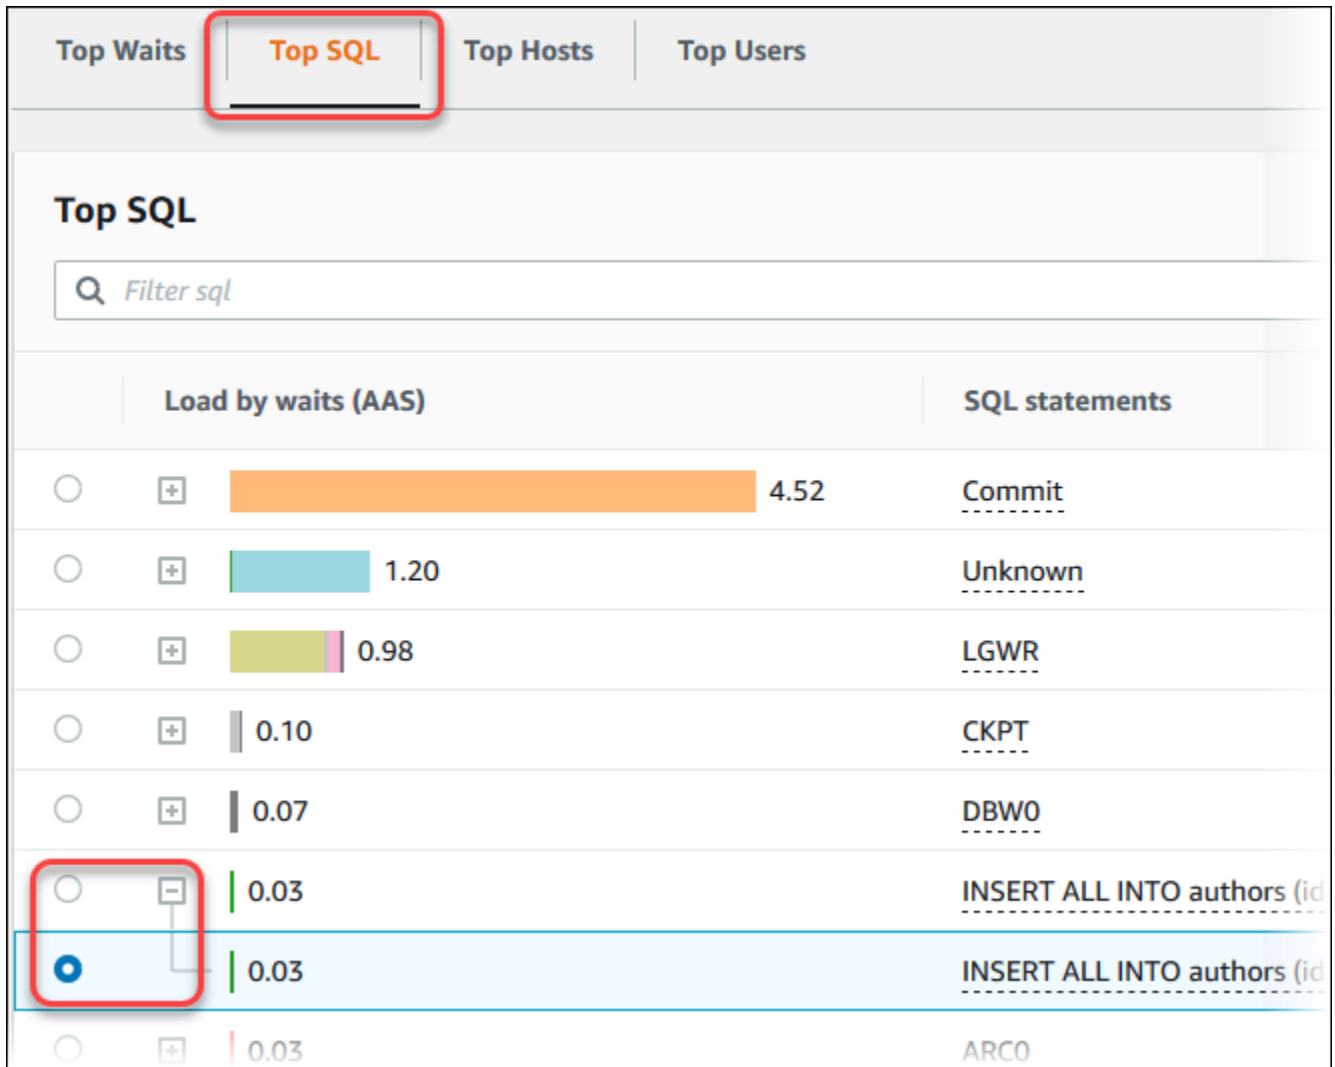 Top Waits Top SQL Top Hosts Top Users
Top SQL
Filter sql
Load by waits (AAS) SQL statements
4.52 Commit
1.20 Unknown
0.98 LGWR
0.10 CKPT
0.07 DBW0
0.03 INSERT ALL INTO authors (id
0.03 INSERT ALL INTO authors (id
0.03 ARC0